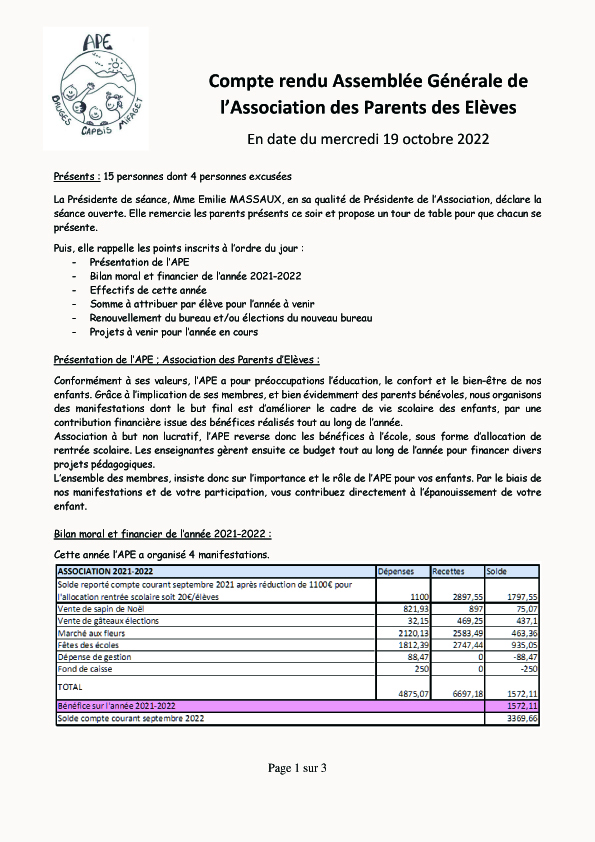 APE
BRUGES CAPBIS MIFAGET
Compte rendu Assemblée Générale de
l'Association des Parents des Elèves
En date du mercredi 19 octobre 2022
Présents : 15 personnes dont 4 personnes excusées
La Présidente de séance, Mme Emilie MASSAUX, en sa qualité de Présidente de l'Association, déclare la
séance ouverte. Elle remercie les parents présents ce soir et propose un tour de table pour que chacun se
présente.
Puis, elle rappelle les points inscrits à l'ordre du jour :
- Présentation de l'APE
- Bilan moral et financier de l'année 2021-2022
- Effectifs de cette année
- Somme à attribuer par élève pour l'année à venir
- Renouvellement du bureau et/ou élections du nouveau bureau
- Projets à venir pour l'année en cours
Présentation de l'APE ; Association des Parents d'Elèves :
Conformément à ses valeurs, l'APE a pour préoccupations l'éducation, le confort et le bien-être de nos
enfants. Grâce à l'implication de ses membres, et bien évidemment des parents bénévoles, nous organisons
des manifestations dont le but final est d'améliorer le cadre de vie scolaire des enfants, par une
contribution financière issue des bénéfices réalisés tout au long de l'année.
Association à but non lucratif, l'APE reverse donc les bénéfices à l'école, sous forme d'allocation de
rentrée scolaire. Les enseignantes gèrent ensuite ce budget tout au long de l'année pour financer divers
projets pédagogiques.
L'ensemble des membres, insiste donc sur l'importance et le rôle de l'APE pour vos enfants. Par le biais de
nos manifestations et de votre participation, vous contribuez directement à l'épanouissement de votre
enfant.
Bilan moral et financier de l'année 2021-2022 :
Cette année l'APE a organisé 4 manifestations.
ASSOCIATION 2021-2022 Dépenses Recettes Solde
Solde reporté compte courant septembre 2021 après réduction de 1100€ pour
l'allocation rentrée scolaire soit 20€/élèves 1100 2897,55 1797,55
Vente de sapin de Noël 821,93 897 75,07
Vente de gâteaux élections 32,15 469,25 437,1
Marché aux fleurs 2120,13 2583,49 463,36
Fêtes des écoles 1812,39 2747,44 935,05
Dépense de gestion 88,47 0 -88,47
Fond de caisse 250 0 -250
TOTAL 4875,07 6697,18 1572,11
Bénéfice sur l'année 2021-2022 1572,11
Solde compte courant septembre 2022 3369,66
Page 1 sur 3